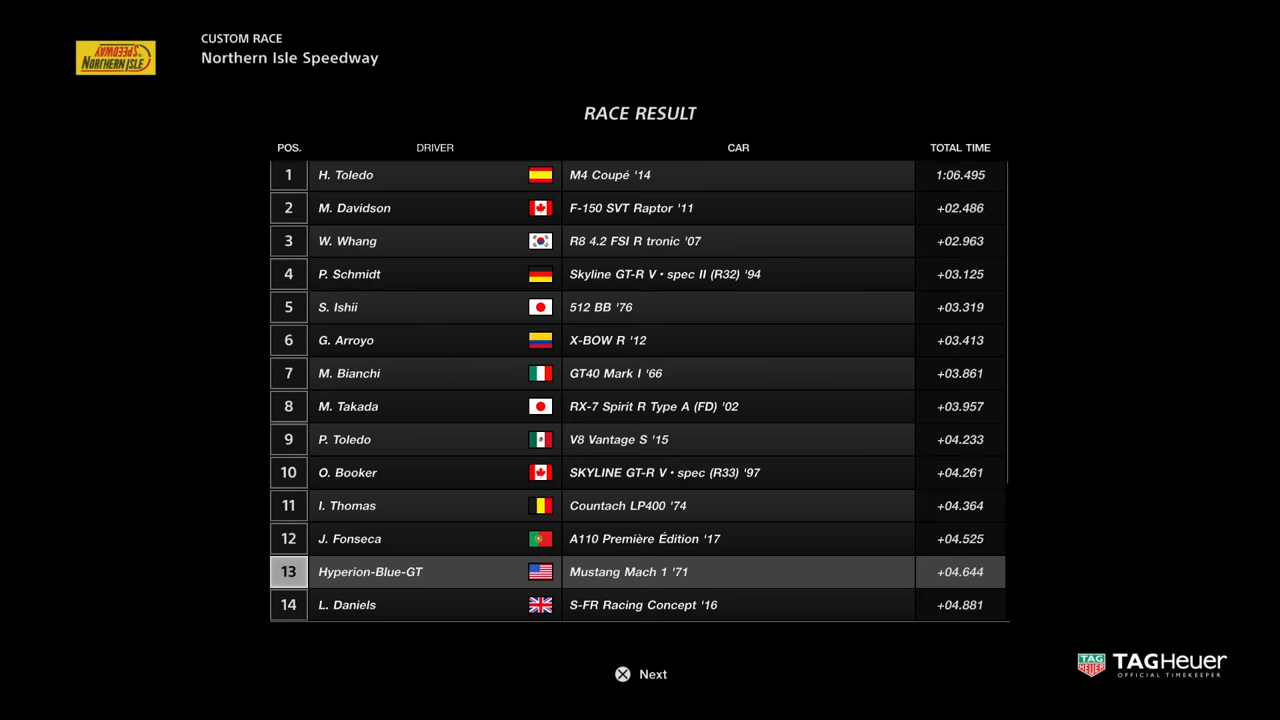 CUSTOM RACE
Northern Isle Speedway
SPEEDWAY
NORTHERN ISLE
RACE RESULT
POS. DRIVER CAR TOTAL TIME
1 H. Toledo M4 Coupé '14 1:06.495
2 M. Davidson F-150 SVT Raptor '11 +02.486
3 W. Whang R8 4.2 FSI R tronic '07 +02.963
4 P. Schmidt Skyline GT-R V・spec II (R32) '94 +03.125
5 S. Ishii 512 BB '76 +03.319
6 G. Arroyo X-BOW R '12 +03.413
7 M. Bianchi GT40 Mark I '66 +03.861
8 M. Takada RX-7 Spirit R Type A (FD) '02 +03.957
9 P. Toledo V8 Vantage S '15 +04.233
10 O. Booker SKYLINE GT-R V・spec (R33) '97 +04.261
11 I. Thomas Countach LP400 '74 +04.364
12 J. Fonseca A110 Première Édition '17 +04.525
13 Hyperion-Blue-GT Mustang Mach 1 '71 +04.644
14 L. Daniels S-FR Racing Concept '16 +04.881
Next
TAG HEUER
TAGHeuer
OFFICIAL TIMEKEEPER